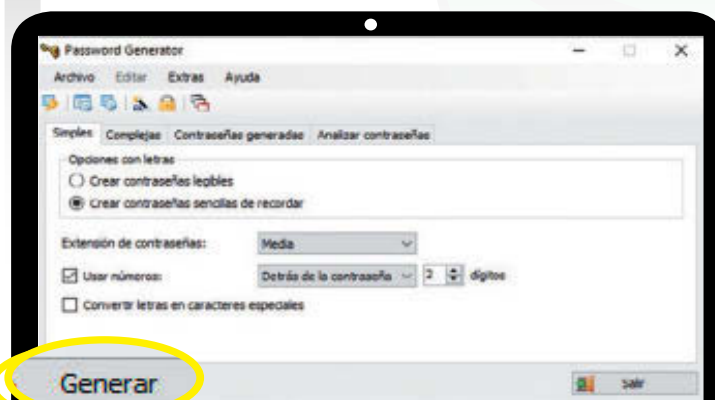 Password Generator
Archivo Editar Extras Ayuda
Simples Complejas Contraseñas generadas Analizar contraseñas
Opciones con letras
Crear contraseñas legibles
Crear contraseñas sencillas de recordar
Extensión de contraseñas: Media
Usar números: Detrás de la contraseña 2 dígitos
Convertir letras en caracteres especiales
Generar Salir